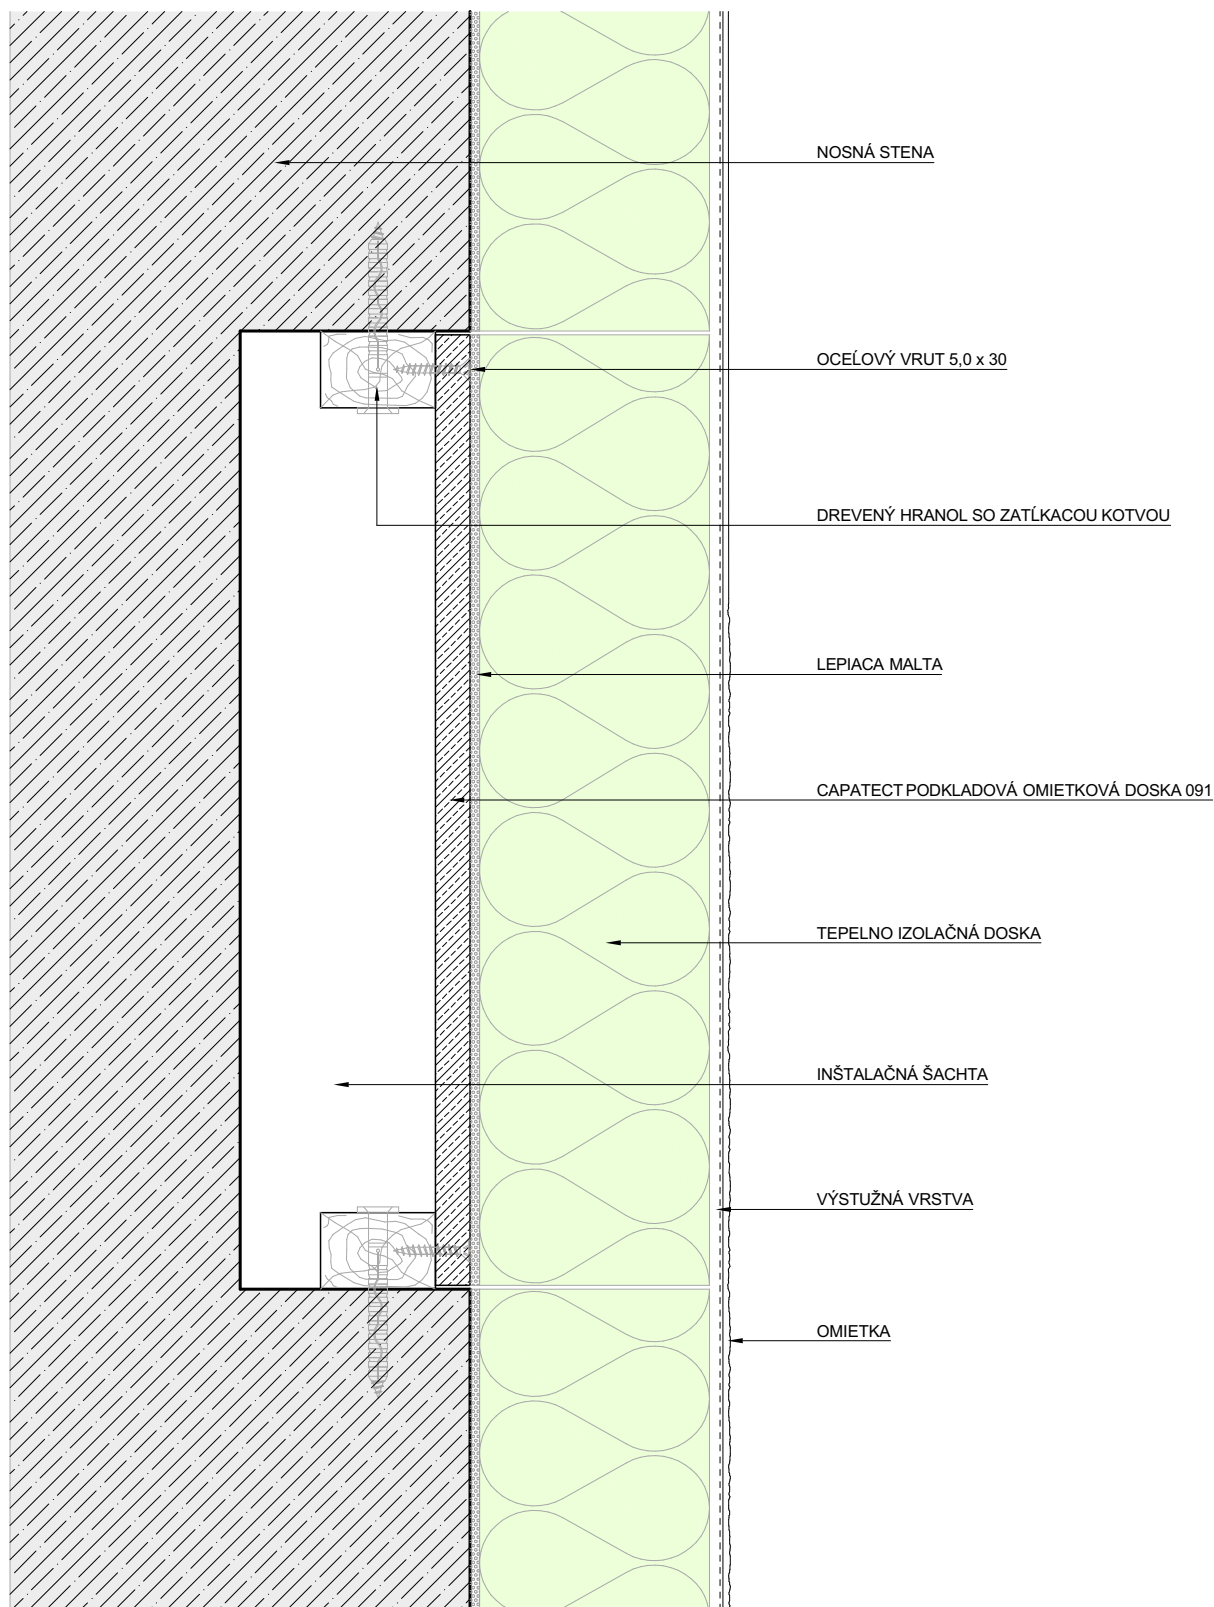 NOSNÁ STENA
OCEĽOVÝ VRUT 5,0 x 30
DREVENÝ HRANOL SO ZATĹKACOU KOTVOU
LEPIACA MALTA
CAPATECT PODKLADOVÁ OMIETKOVÁ DOSKA 091
TEPELNO IZOLAČNÁ DOSKA
INŠTALAČNÁ ŠACHTA
VÝSTUŽNÁ VRSTVA
OMIETKA